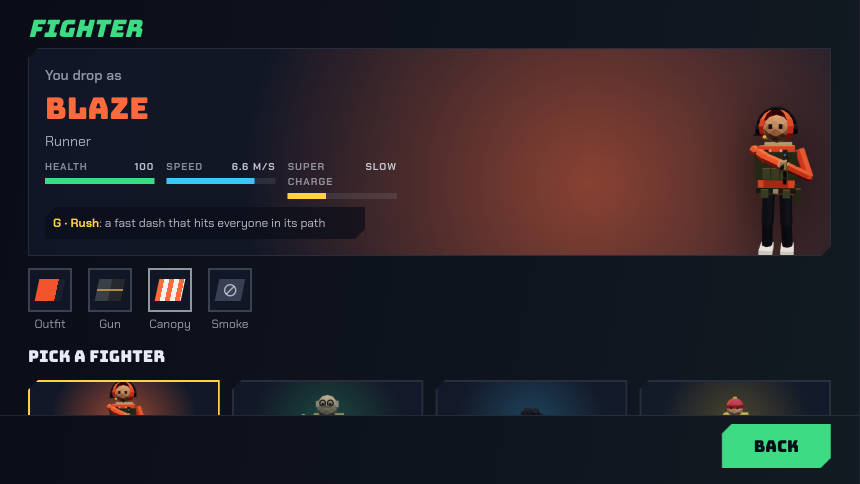 FIGHTER
You drop as
BLAZE
Runner
HEALTH 100 SPEED 6.6 M/S SUPER CHARGE SLOW
G · Rush: a fast dash that hits everyone in its path
Outfit Gun Canopy Smoke
PICK A FIGHTER
BACK